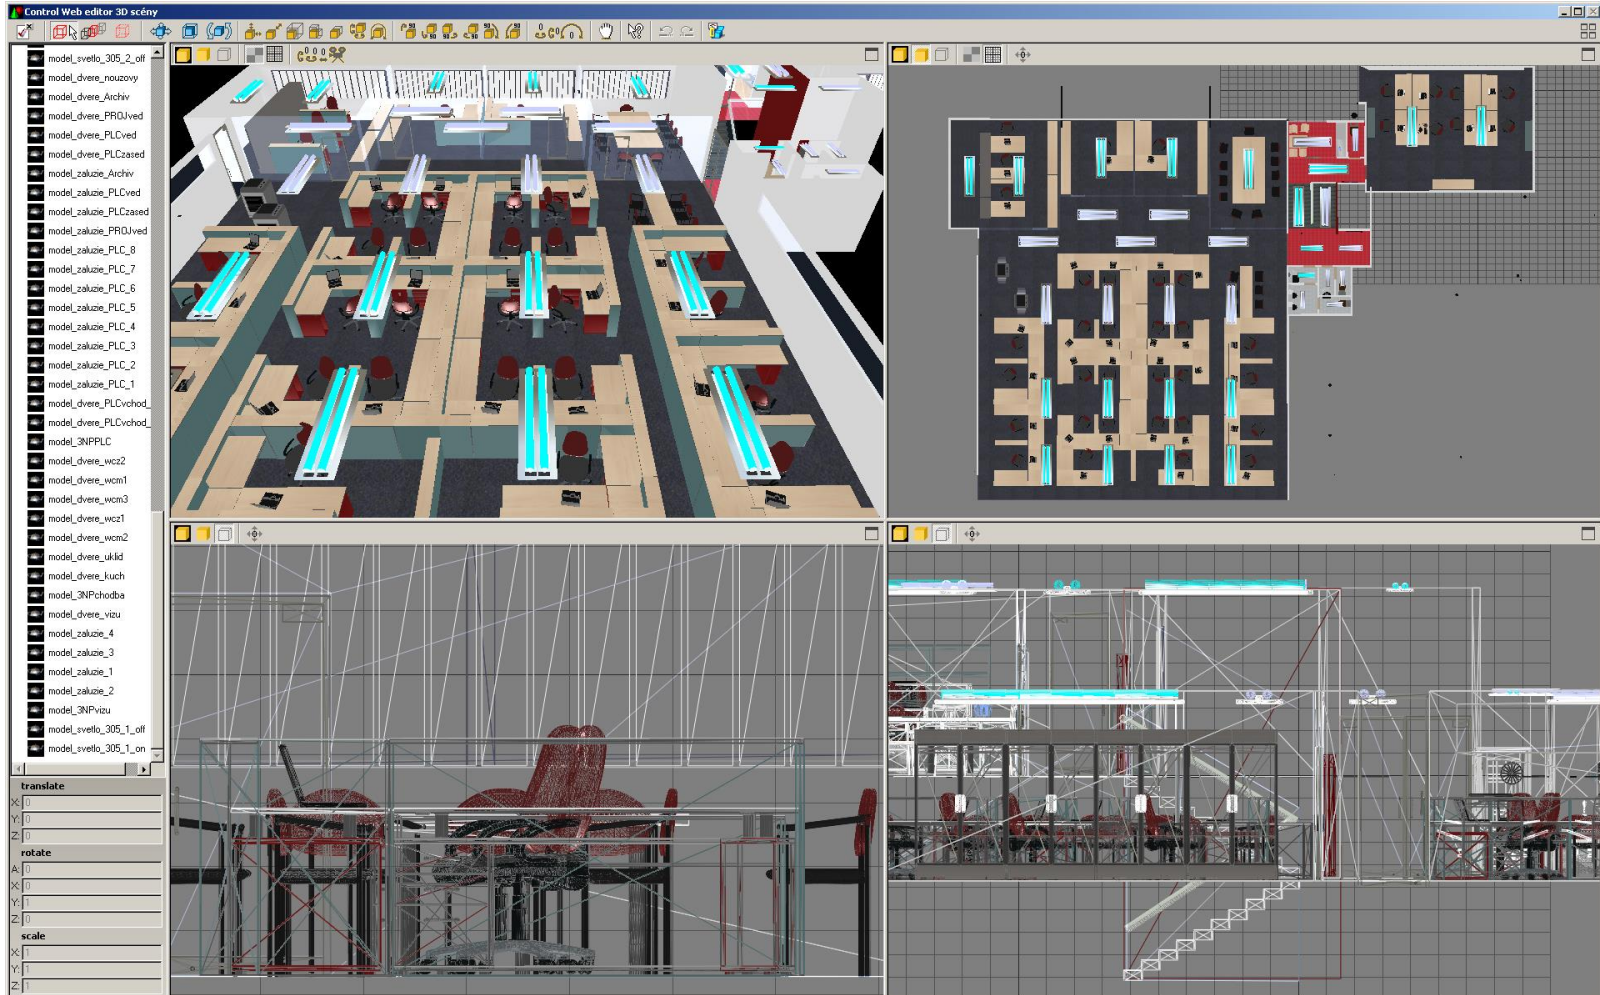 Control Web editor 3D scény
model_svetlo_305_2_off
model_dvere_nouzovy
model_dvere_Archiv
model_dvere_PROJved
model_dvere_PLCved
model_dvere_PLCzased
model_zaluzie_Archiv
model_zaluzie_PLCved
model_zaluzie_PLCzased
model_zaluzie_PROJved
model_zaluzie_PLC_8
model_zaluzie_PLC_7
model_zaluzie_PLC_6
model_zaluzie_PLC_5
model_zaluzie_PLC_4
model_zaluzie_PLC_3
model_zaluzie_PLC_2
model_zaluzie_PLC_1
model_dvere_PLCvchod_
model_dvere_PLCvchod_
model_3NPPLC
model_dvere_wcz2
model_dvere_wcm1
model_dvere_wcm3
model_dvere_wcz1
model_dvere_wcm2
model_dvere_uklid
model_dvere_kuch
model_3NPchodba
model_dvere_vizu
model_zaluzie_4
model_zaluzie_3
model_zaluzie_1
model_zaluzie_2
model_3NPvizu
model_svetlo_305_1_off
model_svetlo_305_1_on
translate
X: 0
Y: 0
Z: 0
rotate
A: 0
X: 0
Y: 1
Z: 0
scale
X: 1
Y: 1
Z: 1